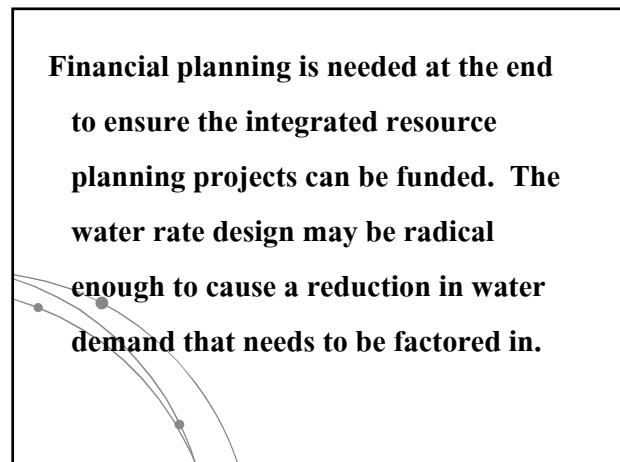 Financial planning is needed at the end
to ensure the integrated resource
planning projects can be funded.  The
water rate design may be radical
enough to cause a reduction in water
demand that needs to be factored in.